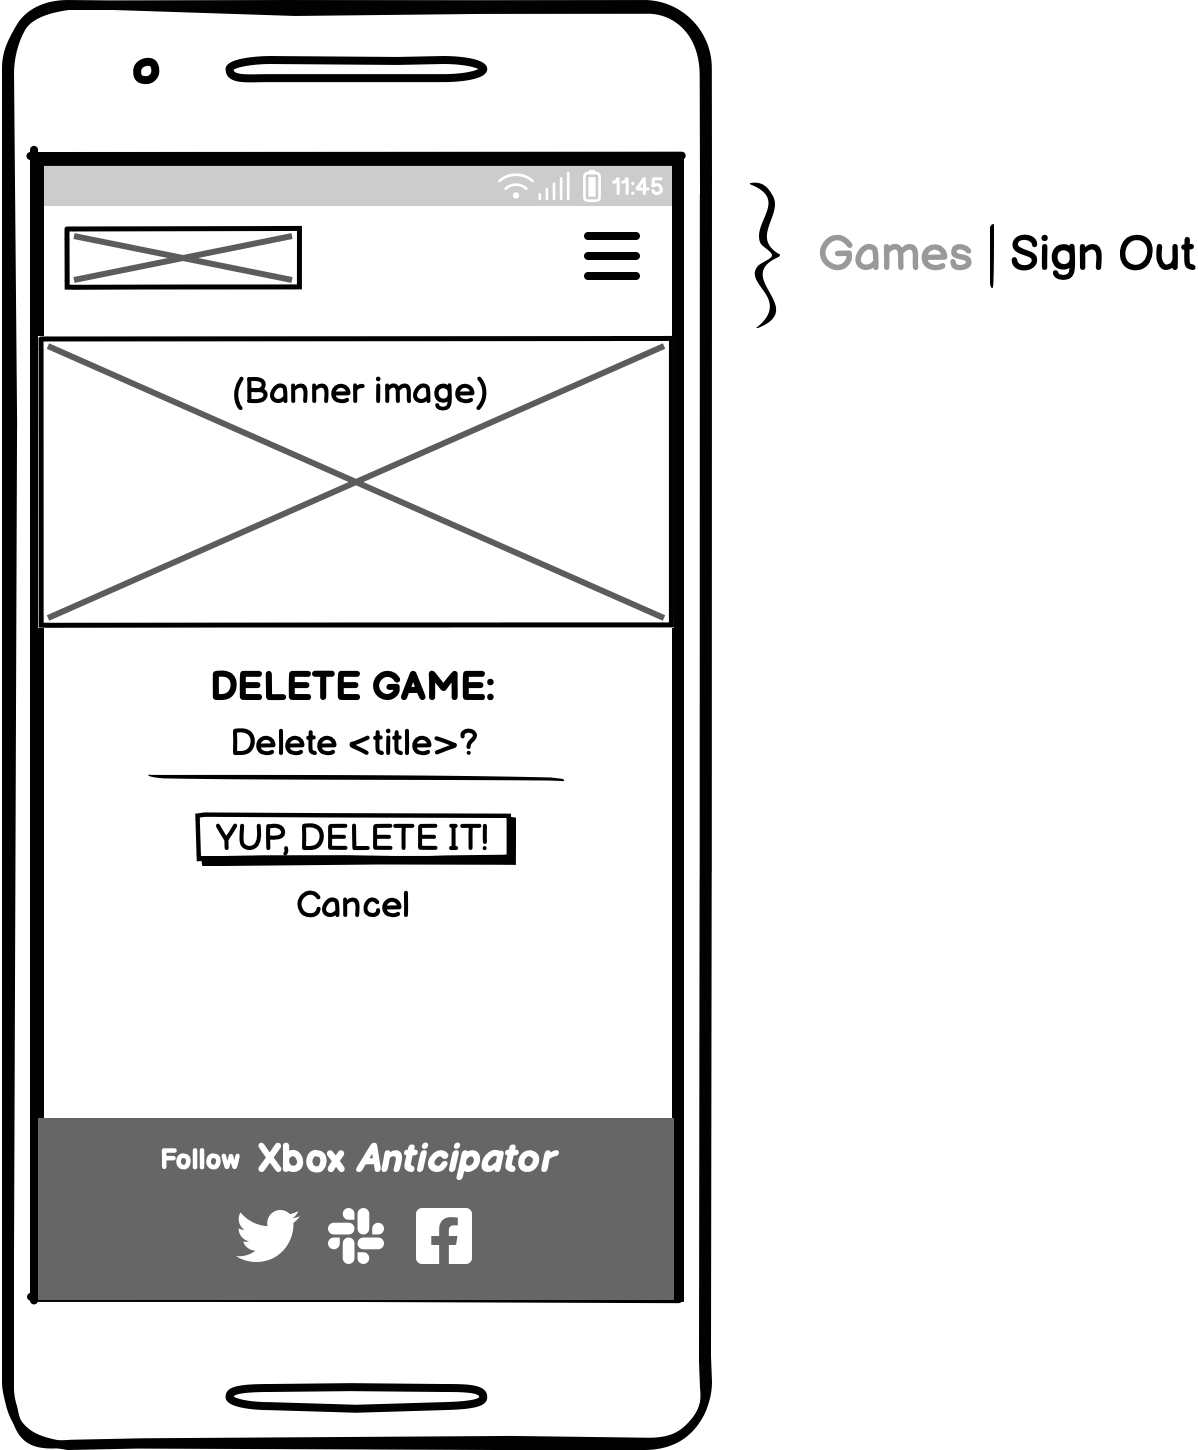 11:45
Games | Sign Out
(Banner image)
DELETE GAME:
Delete <title>?
YUP, DELETE IT!
Cancel
Follow Xbox Anticipator